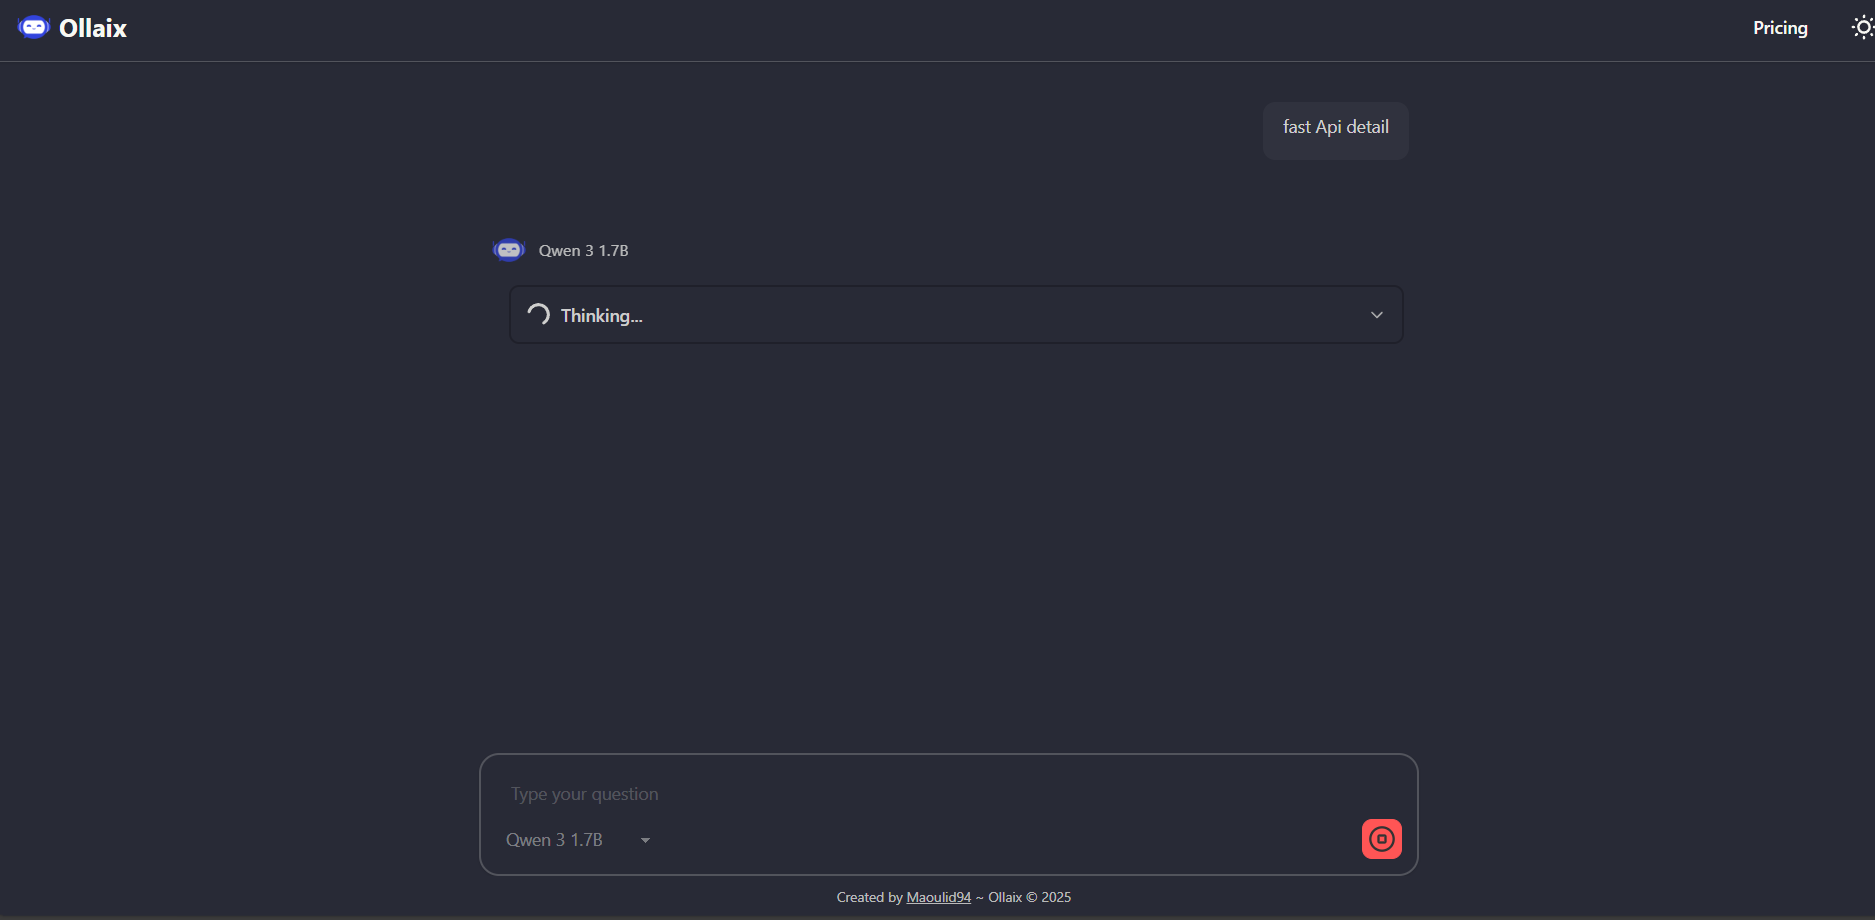 Ollaix
Pricing
fast Api detail
Qwen 3 1.7B
Thinking...
Type your question
Qwen 3 1.7B
Created by Maoulid94 ~ Ollaix © 2025